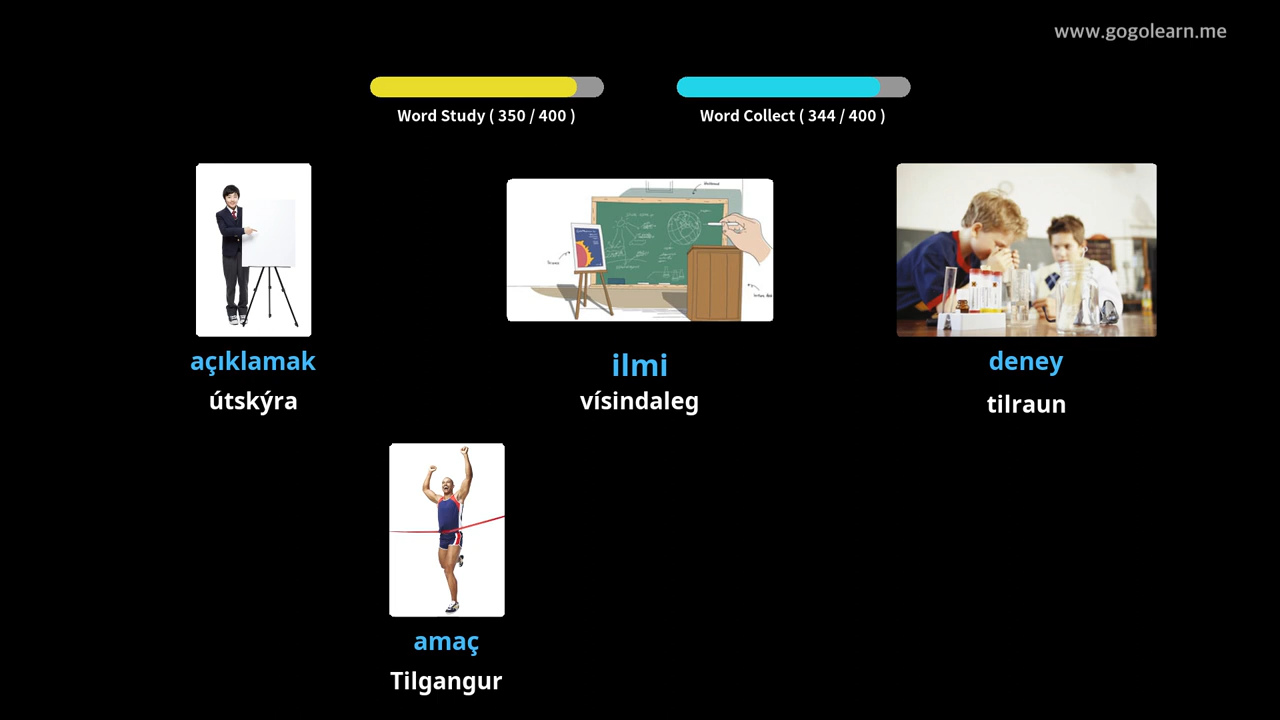 www.gogolearn.me
Word Study ( 350 / 400 )
Word Collect ( 344 / 400 )
açıklamak
útskýra
ilmi
vísindaleg
deney
tilraun
amaç
Tilgangur